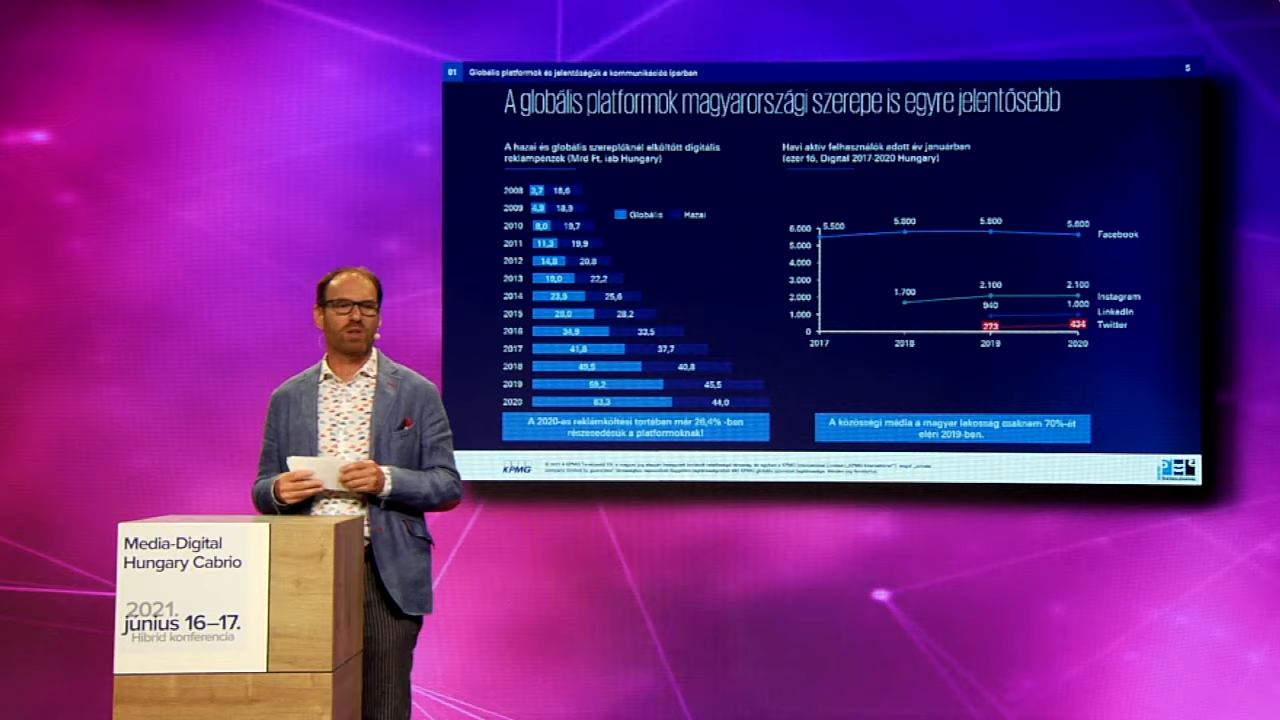 01 Globális platformok és jelentőségük a kommunikációs iparban 5
A globális platformok magyarországi szerepe is egyre jelentősebb
A hazai és globális szereplőknél elköltött digitális
reklámpénzek (Mrd Ft, iab Hungary)
Globális Hazai
2008 3,7 18,6
2009 4,9 18,9
2010 8,0 19,7
2011 11,3 19,9
2012 14,8 20,8
2013 19,0 22,2
2014 23,5 25,6
2015 28,0 28,2
2016 34,9 33,5
2017 41,8 37,7
2018 49,5 40,8
2019 59,2 45,5
2020 63,3 44,0
A 2020-as reklámköltési tortában már 26,4% -ban
részesedésük a platformoknak!
Havi aktív felhasználók adott év januárban
(ezer fő, Digital 2017-2020 Hungary)
6.000 5.500 5.800 5.800 5.600 Facebook
5.000
4.000
3.000
2.000 1.700 2.100 2.100 Instagram
1.000 940 1.000 LinkedIn
0 273 434 Twitter
2017 2018 2019 2020
A közösségi média a magyar lakosság csaknem 70%-át
eléri 2019-ben.
KPMG
Media-Digital
Hungary Cabrio
2021.
június 16–17.
Hibrid konferencia